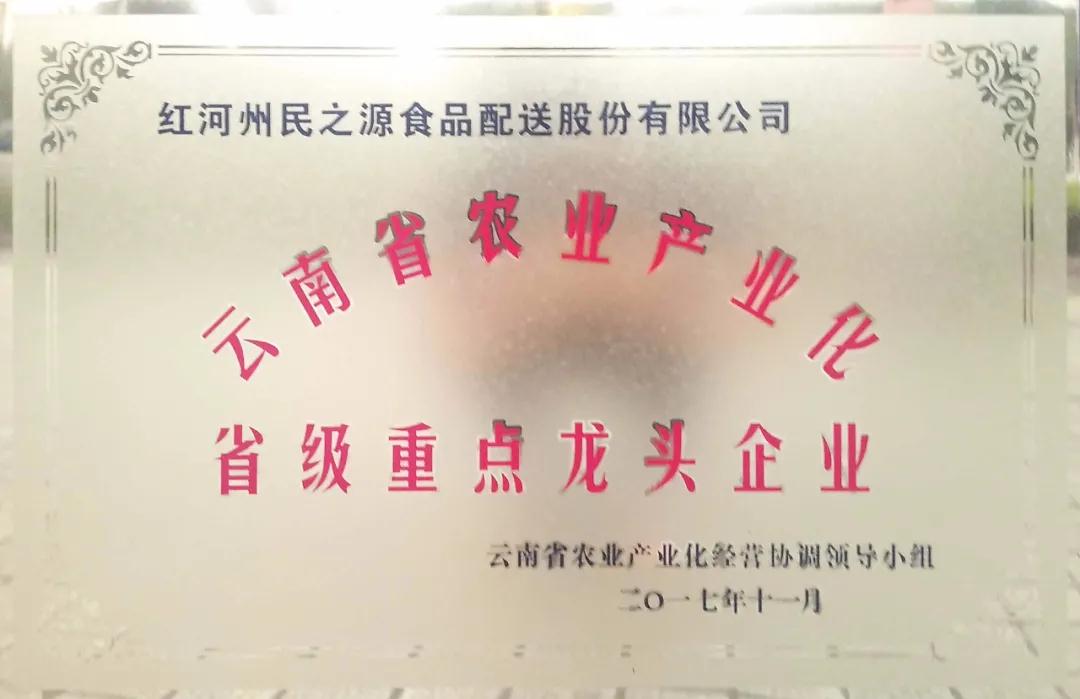 红河州民之源食品配送股份有限公司
云南省农业产业化
省级重点龙头企业
云南省农业产业化经营协调领导小组
二〇一七年十一月